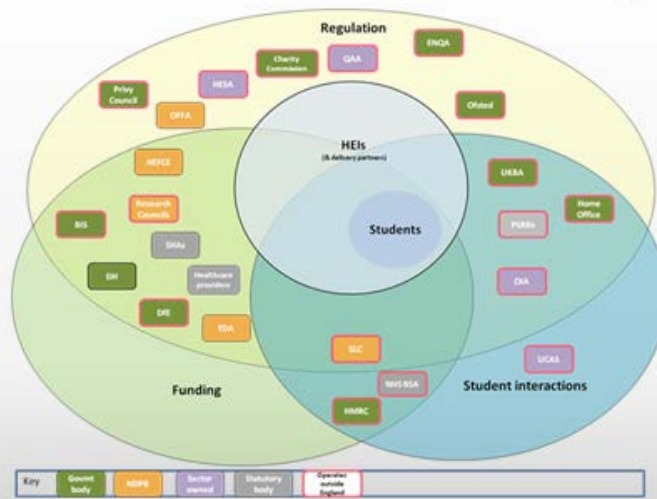 Regulation
ENQA
QAA
Charity
Commission
HESA
Privy
Council
OFFA
Ofsted
HEIs
(& delivery partners)
HEFCE
UKBA
Research
Councils
Home
Office
BIS
PSRBs
Students
SHAs
DH
Healthcare
providers
OIA
DfE
TDA
SLC
UCAS
Funding
NHS BSA
Student interactions
HMRC
Key
Govmt
body
NDPB
Sector
owned
Statutory
body
Operates
outside
England